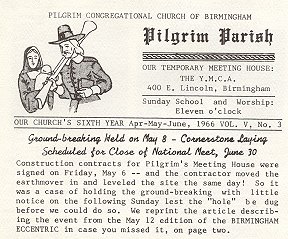 PILGRIM CONGREGATIONAL CHURCH OF BIRMINGHAM
Pilgrim Parish
OUR TEMPORARY MEETING HOUSE:
THE Y.M.C.A.
400 E. Lincoln, Birmingham
Sunday School and Worship:
Eleven o'clock
OUR CHURCH'S SIXTH YEAR Apr-May-June, 1966 VOL. V, No. 3
Ground-breaking Held on May 8 - Cornerstone Laying
Scheduled for Close of National Meet, June 30
Construction contracts for Pilgrim's Meeting House were
signed on Friday, May 6 -- and the contractor moved the
earthmover in and leveled the site the same day! So it
was a case of holding the ground-breaking with little
notice on the following Sunday lest the "hole" be dug
before we could do so. We reprint the article describ-
ing the event from the May 12 edition of the BIRMINGHAM
ECCENTRIC in case you missed it, on page two.